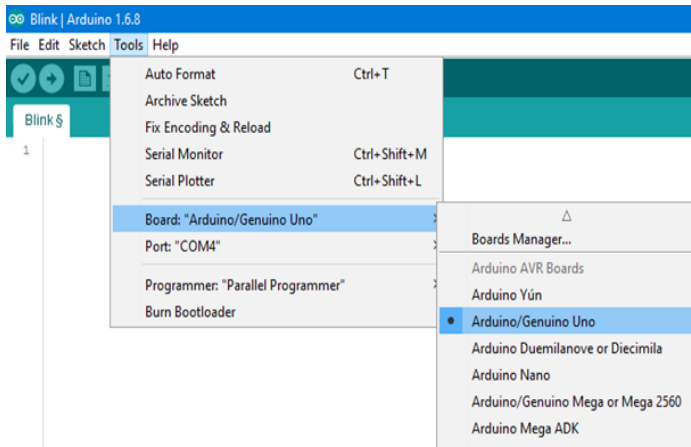 Blink | Arduino 1.6.8
File Edit Sketch Tools Help
Blink §
1
Auto Format Ctrl+T
Archive Sketch
Fix Encoding & Reload
Serial Monitor Ctrl+Shift+M
Serial Plotter Ctrl+Shift+L
Board: "Arduino/Genuino Uno"
Port: "COM4"
Programmer: "Parallel Programmer"
Burn Bootloader
Boards Manager...
Arduino AVR Boards
Arduino Yún
Arduino/Genuino Uno
Arduino Duemilanove or Diecimila
Arduino Nano
Arduino/Genuino Mega or Mega 2560
Arduino Mega ADK